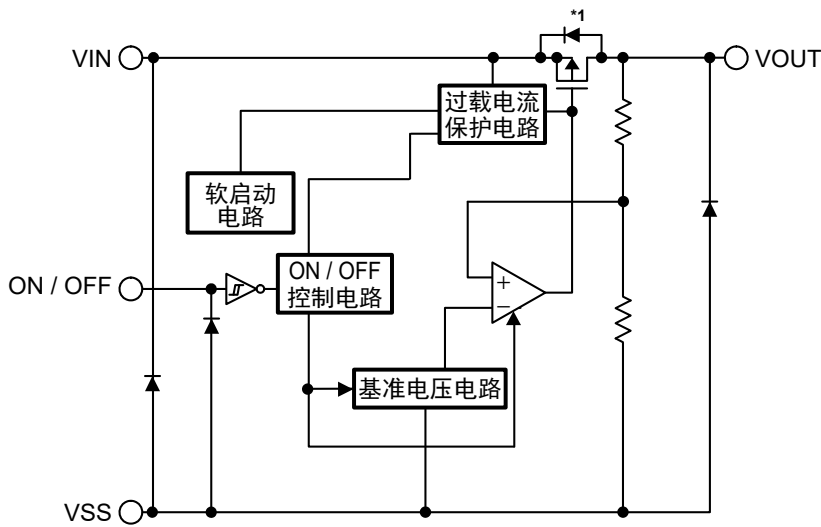 *1
VIN
VOUT
过载电流
保护电路
软启动
电路
ON / OFF
ON / OFF
控制电路
+
−
基准电压电路
VSS